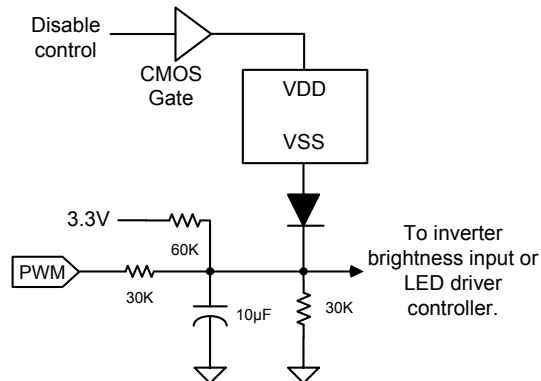 Disable
control
CMOS
Gate
VDD
VSS
3.3V
60K
PWM
30K
10µF
30K
To inverter
brightness input or
LED driver
controller.